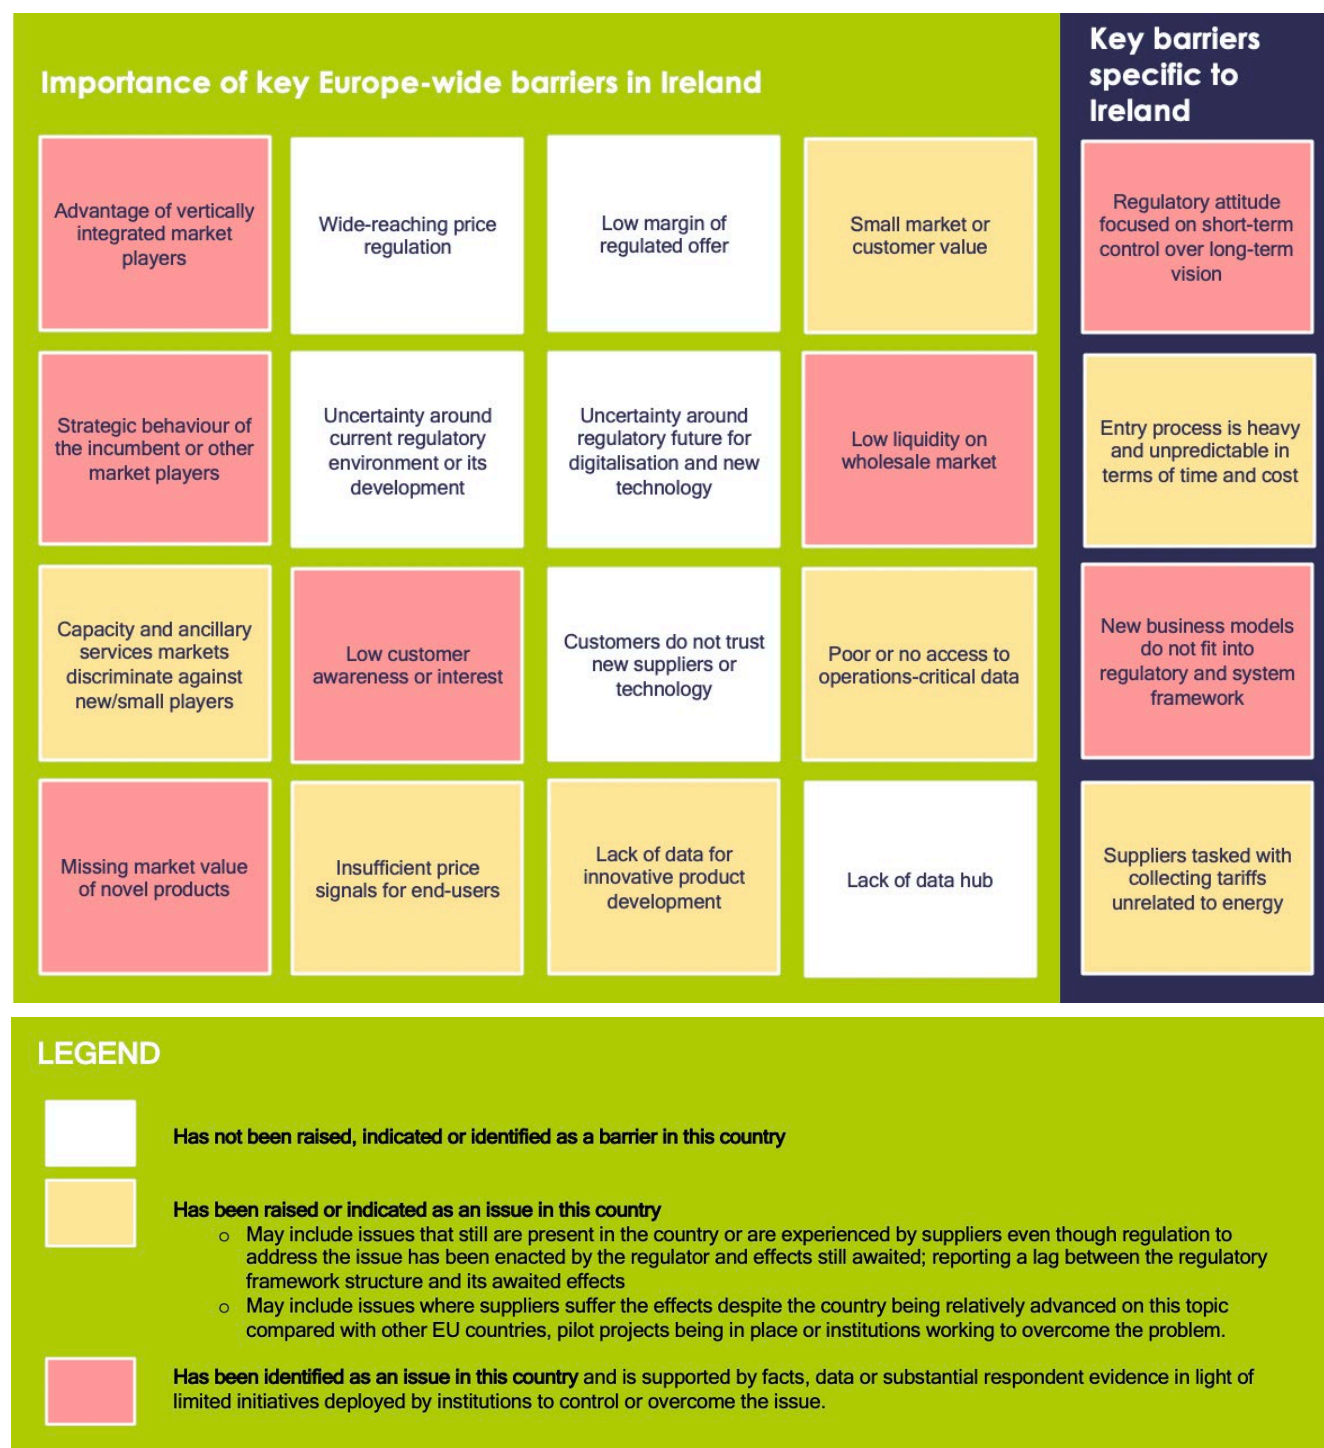 Importance of key Europe-wide barriers in Ireland
Key barriers
specific to
Ireland
Advantage of vertically
integrated market
players
Wide-reaching price
regulation
Low margin of
regulated offer
Small market or
customer value
Regulatory attitude
focused on short-term
control over long-term
vision
Strategic behaviour of
the incumbent or other
market players
Uncertainty around
current regulatory
environment or its
development
Uncertainty around
regulatory future for
digitalisation and new
technology
Low liquidity on
wholesale market
Entry process is heavy
and unpredictable in
terms of time and cost
Capacity and ancillary
services markets
discriminate against
new/small players
Low customer
awareness or interest
Customers do not trust
new suppliers or
technology
Poor or no access to
operations-critical data
New business models
do not fit into
regulatory and system
framework
Missing market value
of novel products
Insufficient price
signals for end-users
Lack of data for
innovative product
development
Lack of data hub
Suppliers tasked with
collecting tariffs
unrelated to energy
LEGEND
Has not been raised, indicated or identified as a barrier in this country
Has been raised or indicated as an issue in this country
o May include issues that still are present in the country or are experienced by suppliers even though regulation to
address the issue has been enacted by the regulator and effects still awaited; reporting a lag between the regulatory
framework structure and its awaited effects
o May include issues where suppliers suffer the effects despite the country being relatively advanced on this topic
compared with other EU countries, pilot projects being in place or institutions working to overcome the problem.
Has been identified as an issue in this country and is supported by facts, data or substantial respondent evidence in light of
limited initiatives deployed by institutions to control or overcome the issue.